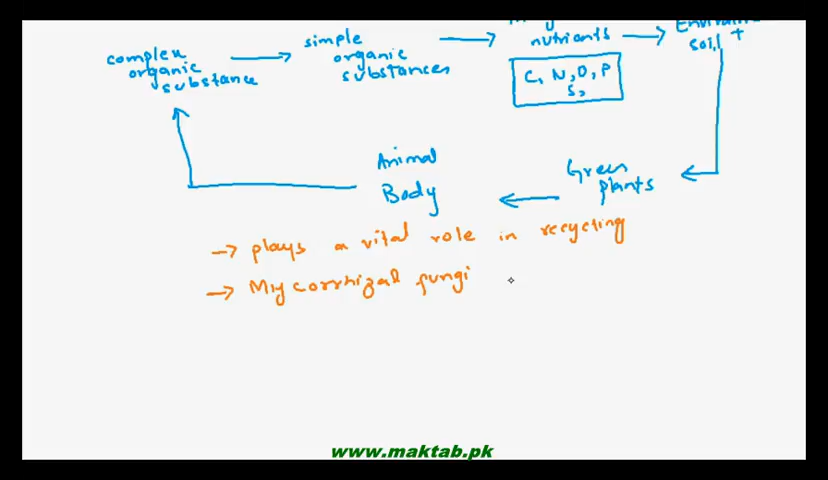 nutrients
soil +
complex
organic
substance
simple
organic
substances
C, N, O, P
S,
Animal
Body
Green
plants
→ plays a vital role in recycting
→ Mycorrhizal fungi
www.maktab.pk